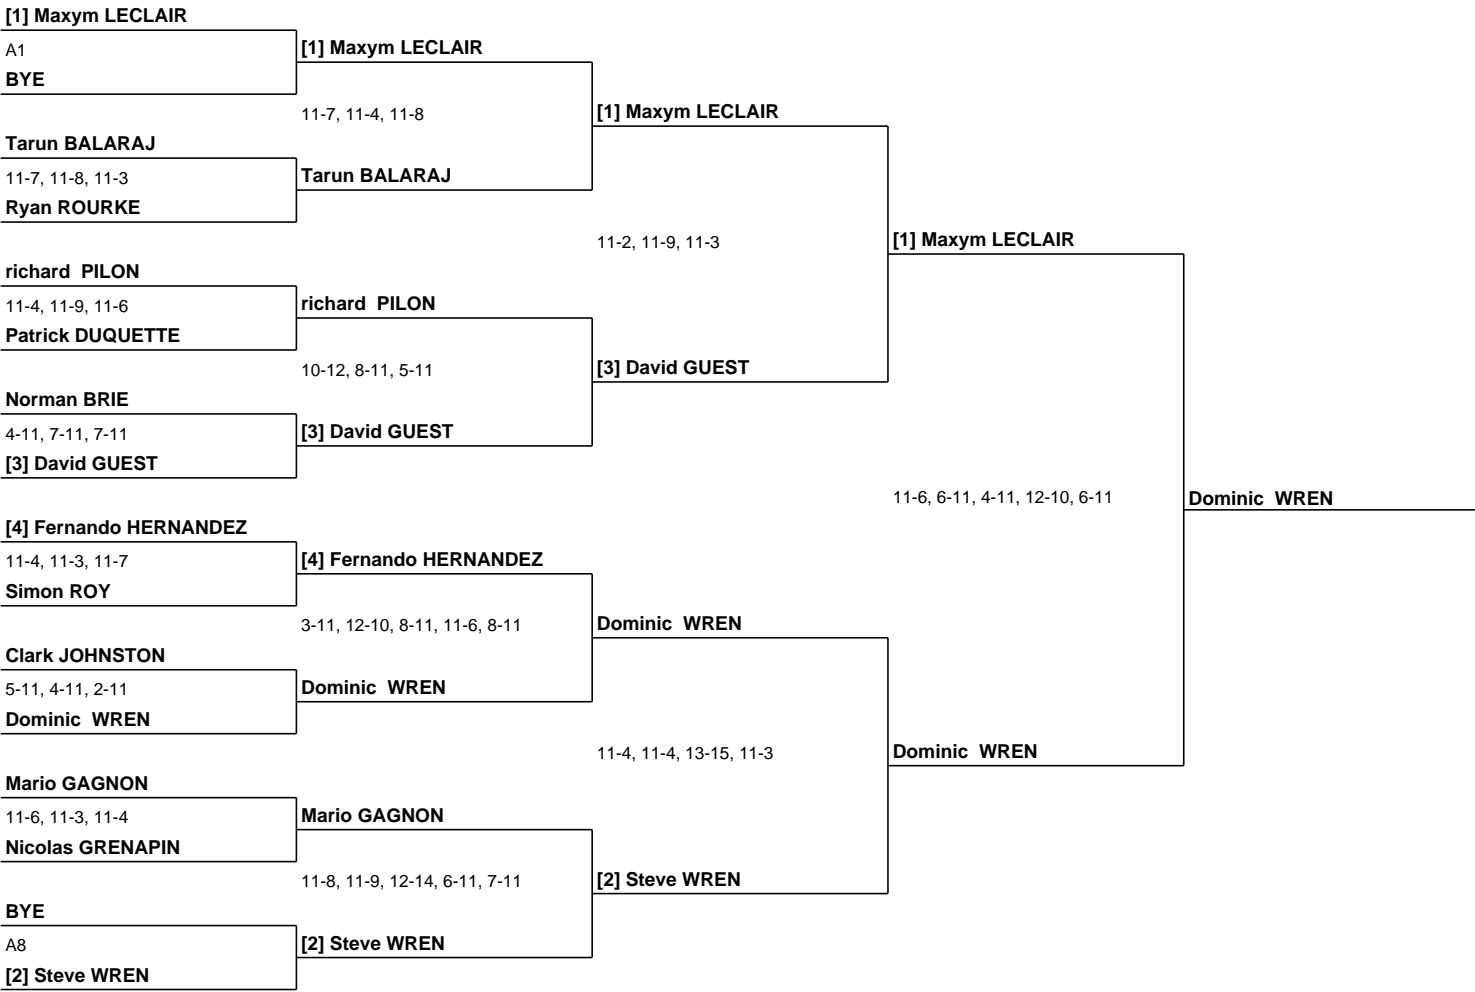 [1] Maxym LECLAIR
A1
BYE
Tarun BALARAJ
11-7, 11-8, 11-3
Ryan ROURKE
richard  PILON
11-4, 11-9, 11-6
Patrick DUQUETTE
Norman BRIE
4-11, 7-11, 7-11
[3] David GUEST
[4] Fernando HERNANDEZ
11-4, 11-3, 11-7
Simon ROY
Clark JOHNSTON
5-11, 4-11, 2-11
Dominic  WREN
Mario GAGNON
11-6, 11-3, 11-4
Nicolas GRENAPIN
BYE
A8
[2] Steve WREN
[1] Maxym LECLAIR
11-7, 11-4, 11-8
Tarun BALARAJ
richard  PILON
10-12, 8-11, 5-11
[3] David GUEST
[4] Fernando HERNANDEZ
3-11, 12-10, 8-11, 11-6, 8-11
Dominic  WREN
Mario GAGNON
11-8, 11-9, 12-14, 6-11, 7-11
[2] Steve WREN
[1] Maxym LECLAIR
11-2, 11-9, 11-3
[3] David GUEST
Dominic  WREN
11-4, 11-4, 13-15, 11-3
[2] Steve WREN
[1] Maxym LECLAIR
11-6, 6-11, 4-11, 12-10, 6-11
Dominic  WREN
Dominic  WREN